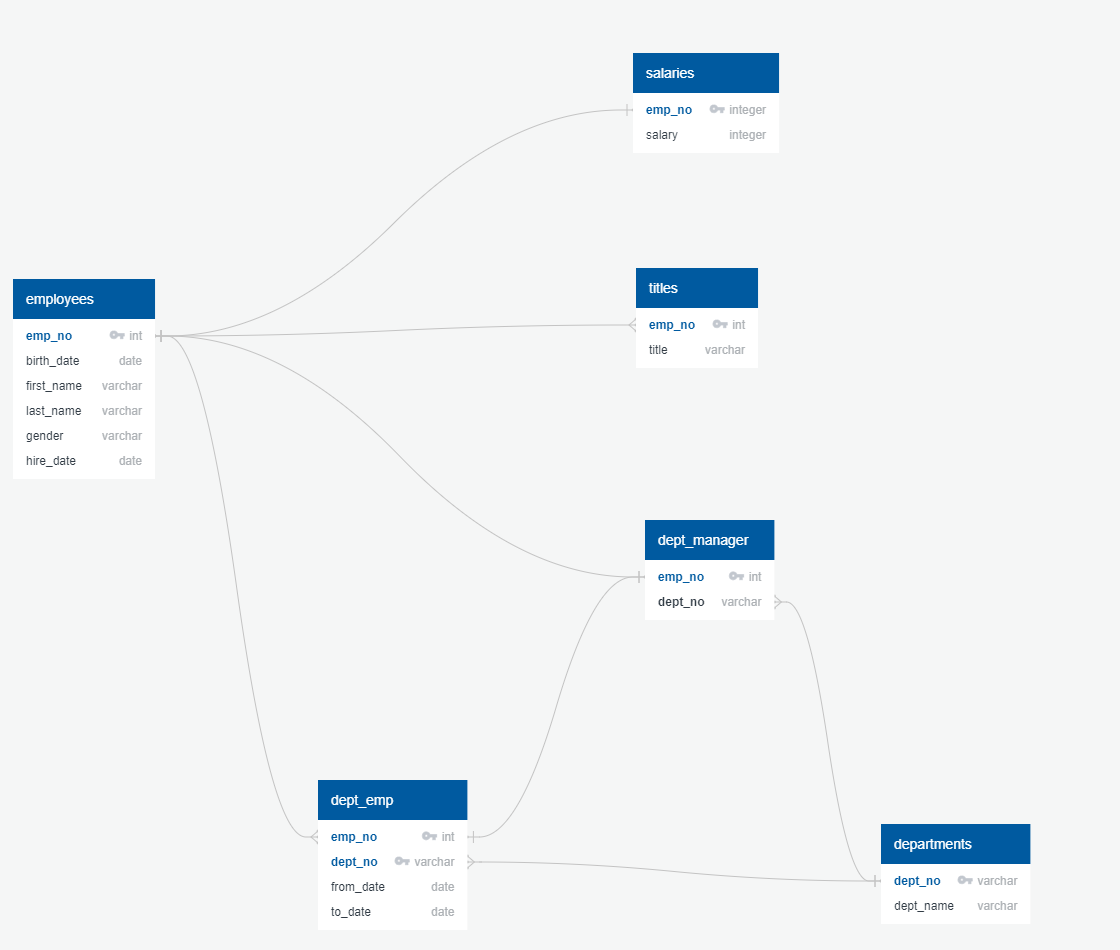 salaries
emp_no integer
salary integer
employees
emp_no int
birth_date date
first_name varchar
last_name varchar
gender varchar
hire_date date
titles
emp_no int
title varchar
dept_manager
emp_no int
dept_no varchar
dept_emp
emp_no int
dept_no varchar
from_date date
to_date date
departments
dept_no varchar
dept_name varchar